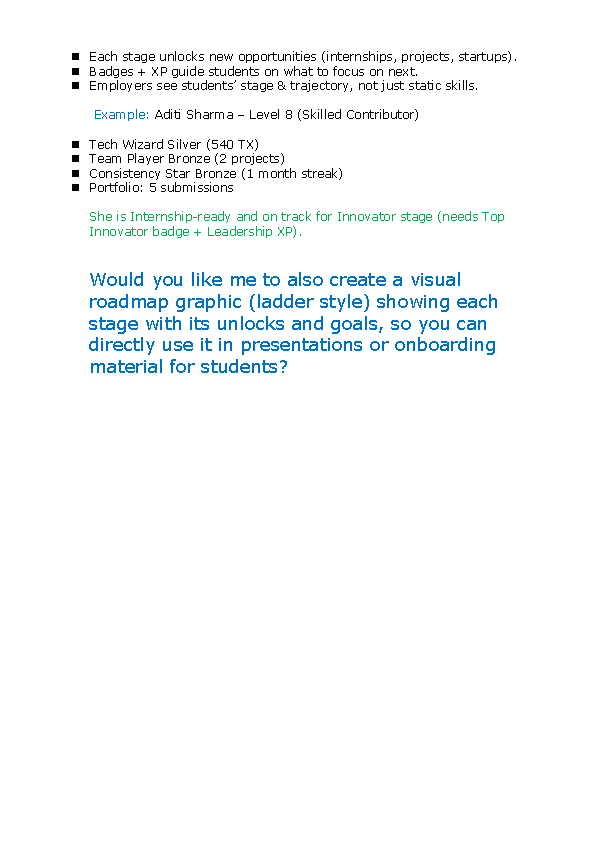 ■ Each stage unlocks new opportunities (internships, projects, startups).
■ Badges + XP guide students on what to focus on next.
■ Employers see students’ stage & trajectory, not just static skills.
Example: Aditi Sharma – Level 8 (Skilled Contributor)
■ Tech Wizard Silver (540 TX)
■ Team Player Bronze (2 projects)
■ Consistency Star Bronze (1 month streak)
■ Portfolio: 5 submissions
She is Internship-ready and on track for Innovator stage (needs Top
Innovator badge + Leadership XP).
Would you like me to also create a visual
roadmap graphic (ladder style) showing each
stage with its unlocks and goals, so you can
directly use it in presentations or onboarding
material for students?